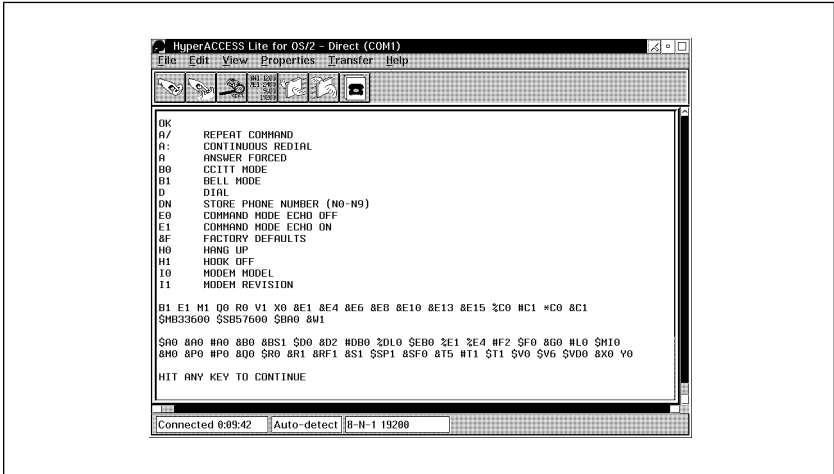 HyperACCESS Lite for OS/2 - Direct (COM1)
File Edit View Properties Transfer Help
OK
A/ REPEAT COMMAND
A: CONTINUOUS REDIAL
A ANSWER FORCED
B0 CCITT MODE
B1 BELL MODE
D DIAL
DN STORE PHONE NUMBER (N0-N9)
E0 COMMAND MODE ECHO OFF
E1 COMMAND MODE ECHO ON
&F FACTORY DEFAULTS
H0 HANG UP
H1 HOOK OFF
I0 MODEM MODEL
I1 MODEM REVISION
B1 E1 M1 Q0 R0 V1 X0 &E1 &E4 &E6 &E8 &E10 &E13 &E15 %C0 #C1 *C0 &C1
$MB33600 $SB57600 $BA0 &W1
$A0 &A0 #A0 &B0 &BS1 $D0 &D2 #DB0 %DL0 $EB0 %E1 %E4 #F2 $F0 &G0 #L0 $MI0
&M0 &P0 #P0 &Q0 $R0 &R1 &RF1 &S1 $SP1 &SF0 &T5 #T1 $T1 $V0 $V6 $VD0 &X0 Y0
HIT ANY KEY TO CONTINUE
Connected 0:09:42 Auto-detect 8-N-1 19200